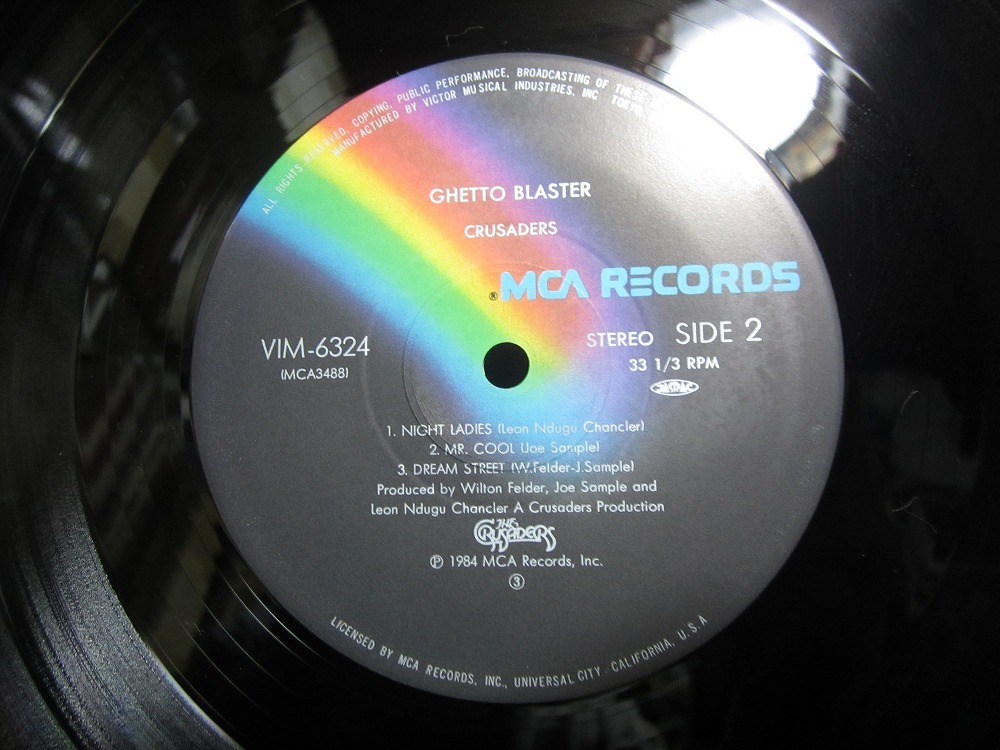 ALL RIGHTS RESERVED. COPYING, PUBLIC PERFORMANCE, BROADCASTING OF
MANUFACTURED BY VICTOR MUSICAL INDUSTRIES, INC TOKYO
GHETTO BLASTER
CRUSADERS
® MCA RECORDS
VIM-6324
(MCA3488)
STEREO SIDE 2
33 1/3 RPM
JASRAC
1. NIGHT LADIES (Leon Ndugu Chancler)
2. MR. COOL (Joe Sample)
3. DREAM STREET (W.Felder-J.Sample)
Produced by Wilton Felder, Joe Sample and
Leon Ndugu Chancler A Crusaders Production
THE CRUSADERS
℗ 1984 MCA Records, Inc.
③
LICENSED BY MCA RECORDS, INC., UNIVERSAL CITY CALIFORNIA, U.S.A